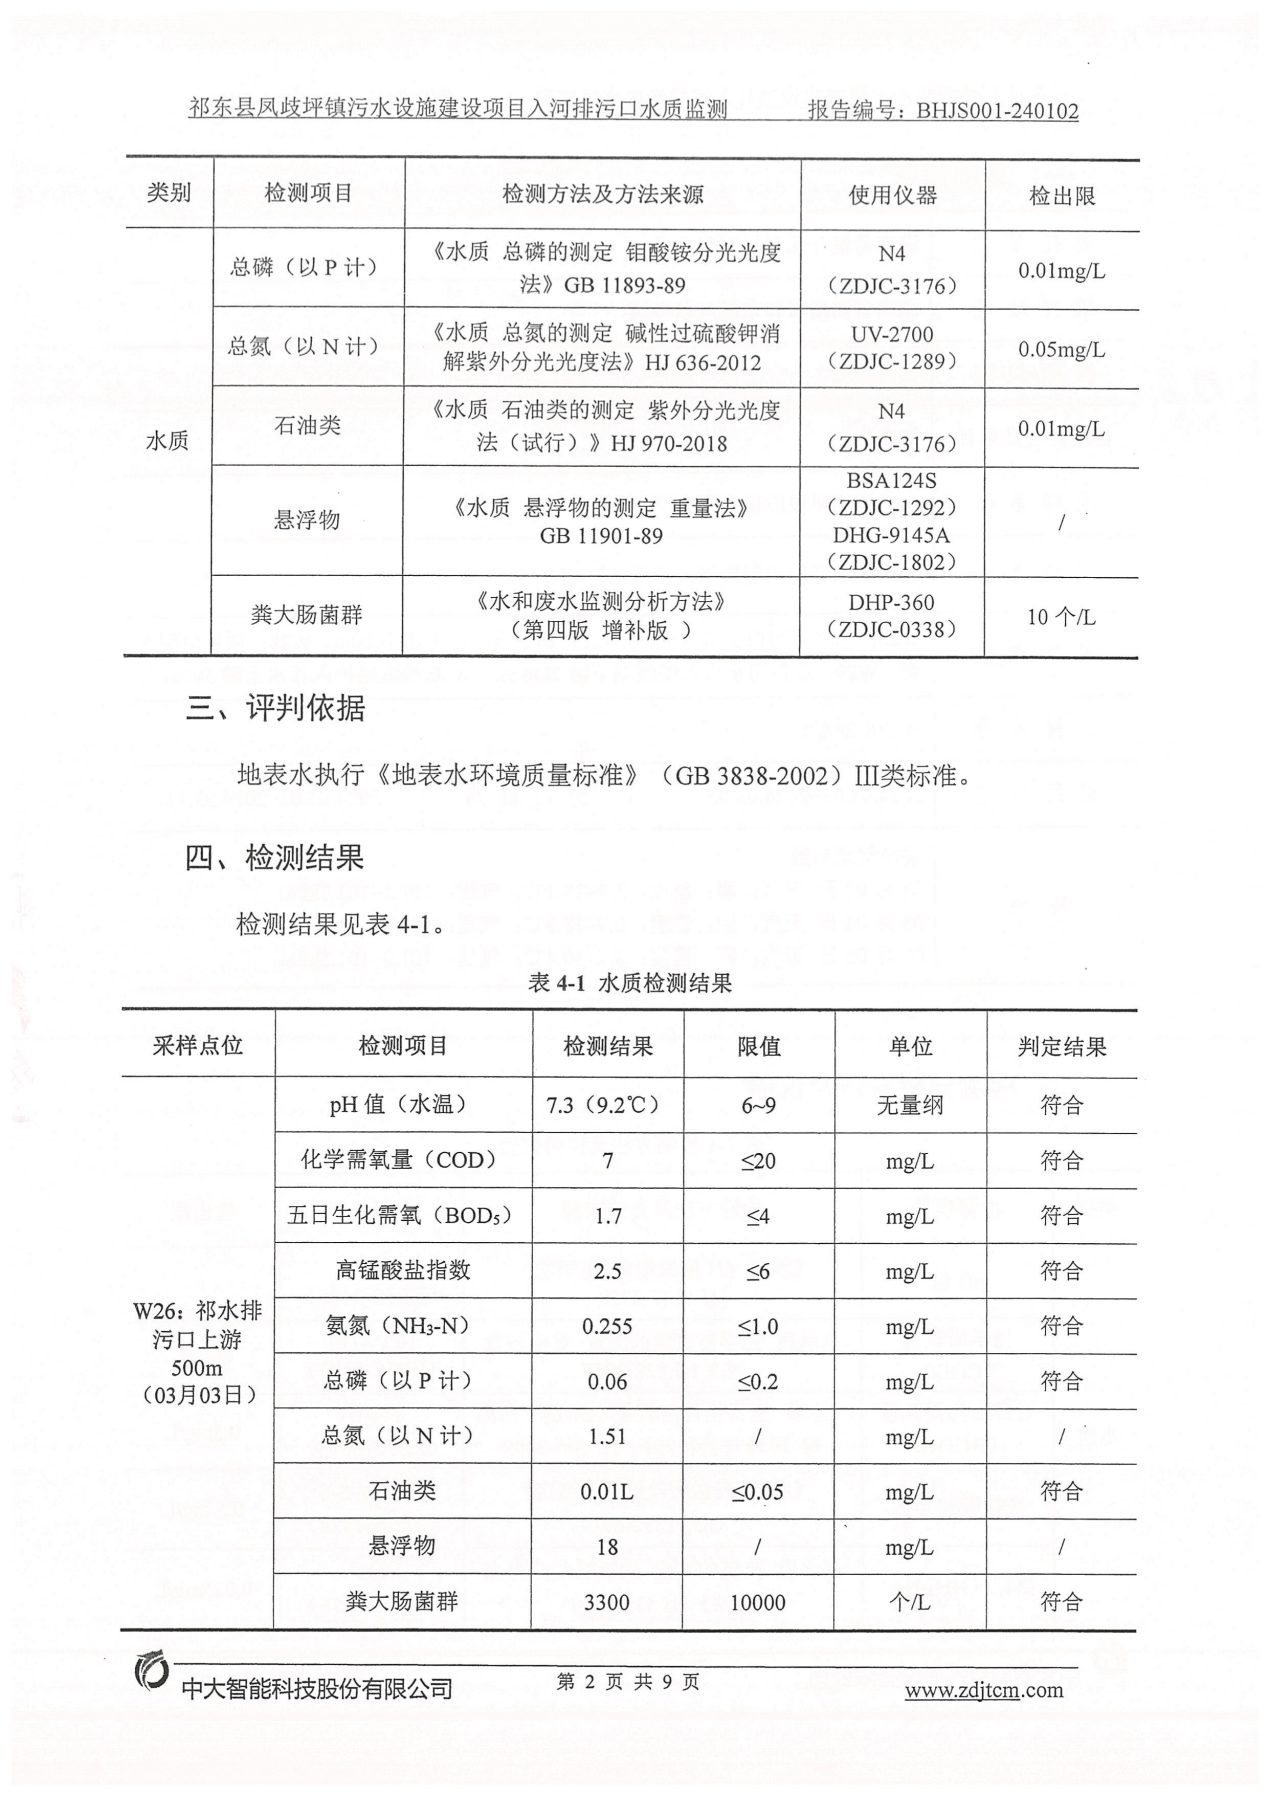 祁东县凤歧坪镇污水设施建设项目入河排污口水质监测 报告编号：BHJS001-240102
类别 检测项目 检测方法及方法来源 使用仪器 检出限
水质
总磷（以 P 计） 《水质 总磷的测定 钼酸铵分光光度 法》GB 11893-89 N4 （ZDJC-3176） 0.01mg/L
总氮（以 N 计） 《水质 总氮的测定 碱性过硫酸钾消 解紫外分光光度法》HJ 636-2012 UV-2700 （ZDJC-1289） 0.05mg/L
石油类 《水质 石油类的测定 紫外分光光度 法（试行）》HJ 970-2018 N4 （ZDJC-3176） 0.01mg/L
悬浮物 《水质 悬浮物的测定 重量法》 GB 11901-89 BSA124S （ZDJC-1292） DHG-9145A （ZDJC-1802） /
粪大肠菌群 《水和废水监测分析方法》 （第四版 增补版 ） DHP-360 （ZDJC-0338） 10 个/L
三、评判依据
地表水执行《地表水环境质量标准》（GB 3838-2002）III类标准。
四、检测结果
检测结果见表 4-1。
表 4-1 水质检测结果
采样点位 检测项目 检测结果 限值 单位 判定结果
W26：祁水排
污口上游
500m
（03月03日）
pH 值（水温） 7.3（9.2℃） 6~9 无量纲 符合
化学需氧量（COD） 7 ≤20 mg/L 符合
五日生化需氧（BOD₅） 1.7 ≤4 mg/L 符合
高锰酸盐指数 2.5 ≤6 mg/L 符合
氨氮（NH₃-N） 0.255 ≤1.0 mg/L 符合
总磷（以 P 计） 0.06 ≤0.2 mg/L 符合
总氮（以 N 计） 1.51 / mg/L /
石油类 0.01L ≤0.05 mg/L 符合
悬浮物 18 / mg/L /
粪大肠菌群 3300 10000 个/L 符合
中大智能科技股份有限公司 第 2 页 共 9 页 www.zdjtcm.com